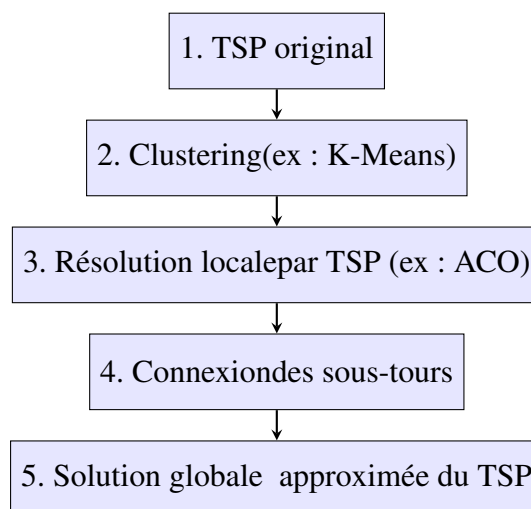 1. TSP original
2. Clustering(ex : K-Means)
3. Résolution localepar TSP (ex : ACO)
4. Connexiondes sous-tours
5. Solution globale approximée du TSP